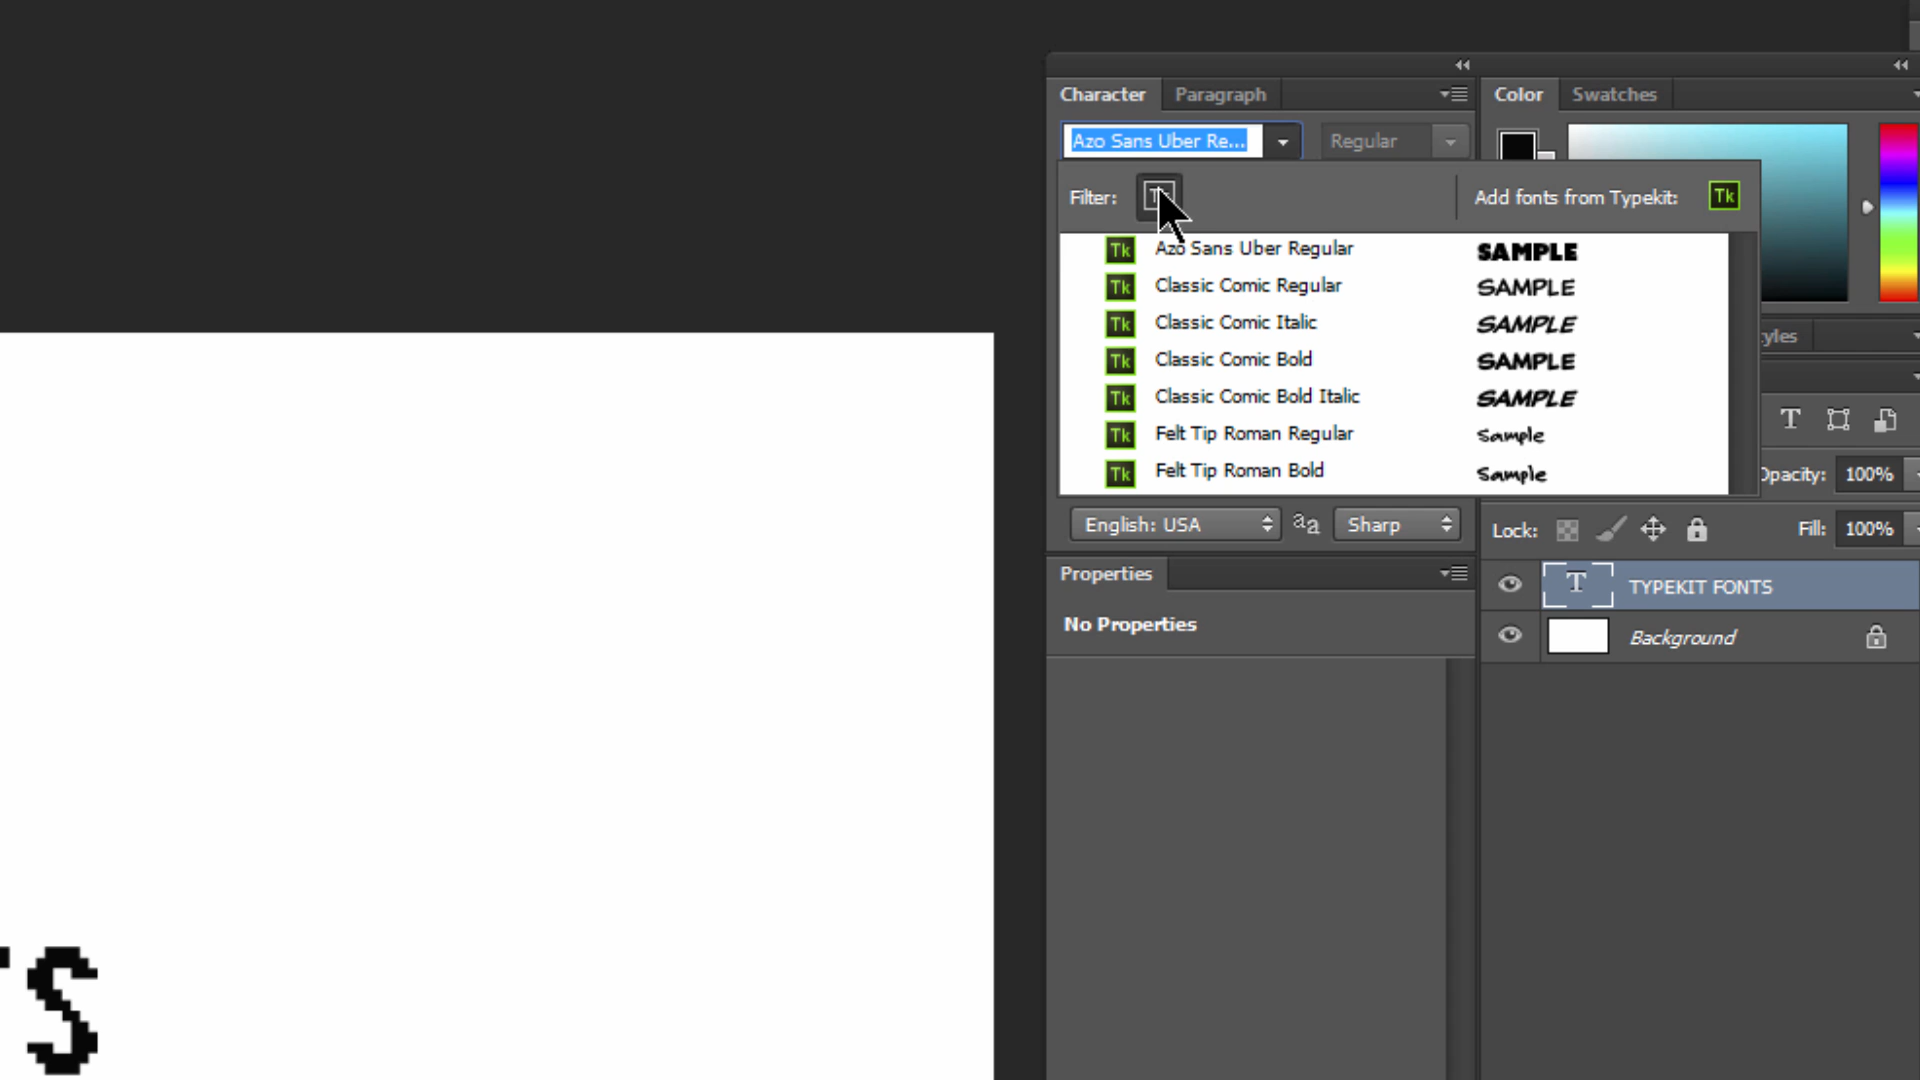 Character Paragraph
Color Swatches
Azo Sans Uber Re...
Regular
Filter:
Add fonts from Typekit: Tk
Tk Azo Sans Uber Regular SAMPLE
Tk Classic Comic Regular SAMPLE
Tk Classic Comic Italic SAMPLE
Tk Classic Comic Bold SAMPLE
Tk Classic Comic Bold Italic SAMPLE
Tk Felt Tip Roman Regular Sample
Tk Felt Tip Roman Bold Sample
yles
T
Opacity: 100%
English: USA
aa Sharp
Lock:
Fill: 100%
Properties
No Properties
T TYPEKIT FONTS
Background
TS